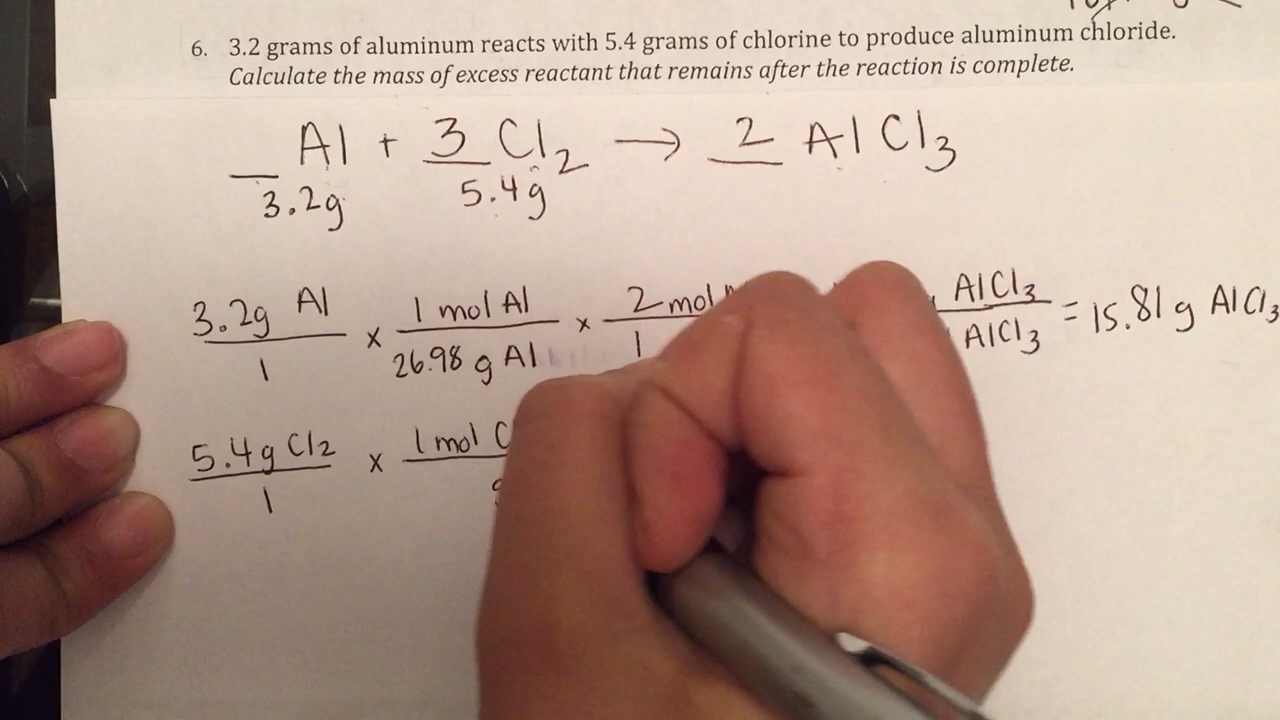 6. 3.2 grams of aluminum reacts with 5.4 grams of chlorine to produce aluminum chloride.
Calculate the mass of excess reactant that remains after the reaction is complete.
_ Al + 3 Cl2 → 2 AlCl3
3.2g 5.4g
3.2g Al × 1 mol Al × 2 mol AlCl3 = 15.81 g AlCl3
1 26.98 g Al 1 AlCl3
5.4g Cl2 × 1 mol
1